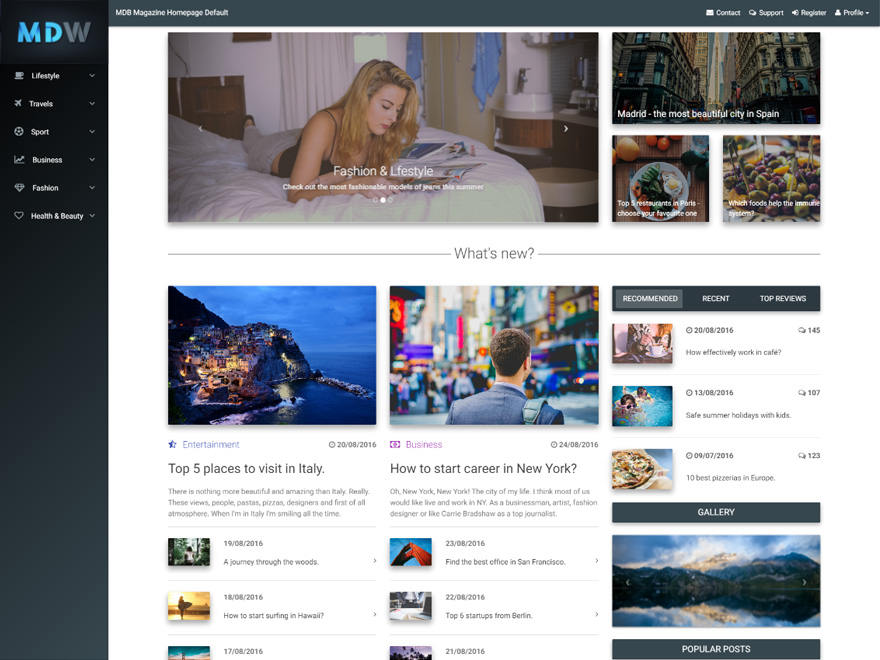 MDB Magazine Homepage Default
Contact
Support
Register
Profile
MDW
Lifestyle
Travels
Sport
Business
Fashion
Health & Beauty
Fashion & Lfestyle
Check out the most fashionable models of jeans this summer
Madrid - the most beautiful city in Spain
Top 5 restaurants in Paris -
choose your favourite one
Which foods help the immune
system?
What's new?
Entertainment
20/08/2016
Top 5 places to visit in Italy.
There is nothing more beautiful and amazing than Italy. Really.
These views, people, pastas, pizzas, designers and first of all
atmosphere. When I'm in Italy I'm smiling all the time.
19/08/2016
A journey through the woods.
18/08/2016
How to start surfing in Hawaii?
17/08/2016
Business
24/08/2016
How to start career in New York?
Oh, New York, New York! The city of my life. I think most of us
would like live and work in NY. As a businessman, artist, fashion
designer or like Carrie Bradshaw as a top journalist.
23/08/2016
Find the best office in San Francisco.
22/08/2016
Top 6 startups from Berlin.
21/08/2016
RECOMMENDED
RECENT
TOP REVIEWS
20/08/2016
145
How effectively work in café?
13/08/2016
107
Safe summer holidays with kids.
09/07/2016
123
10 best pizzerias in Europe.
GALLERY
POPULAR POSTS